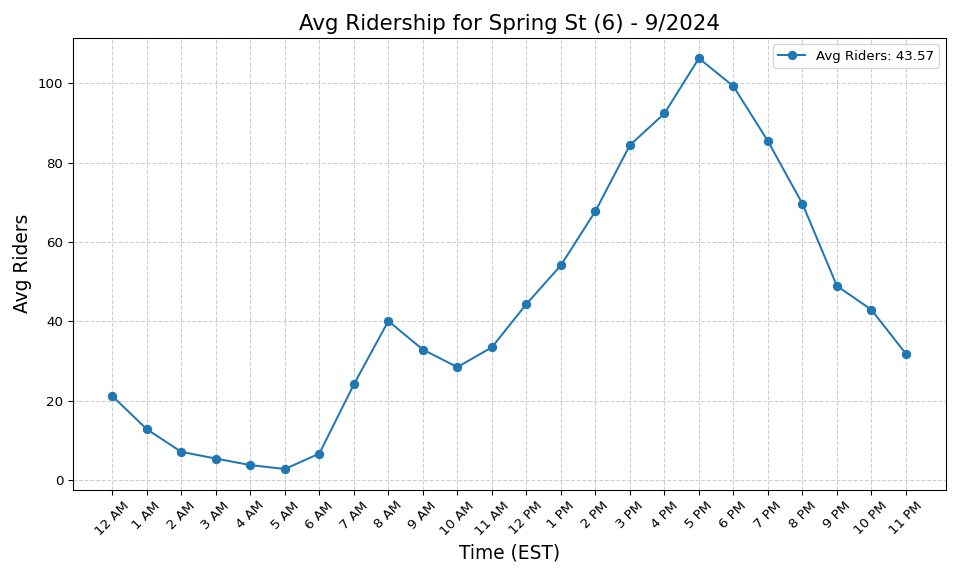 Avg Ridership for Spring St (6) - 9/2024
Avg Riders: 43.57
Avg Riders
100
80
60
40
20
0
12 AM
1 AM
2 AM
3 AM
4 AM
5 AM
6 AM
7 AM
8 AM
9 AM
10 AM
11 AM
12 PM
1 PM
2 PM
3 PM
4 PM
5 PM
6 PM
7 PM
8 PM
9 PM
10 PM
11 PM
Time (EST)